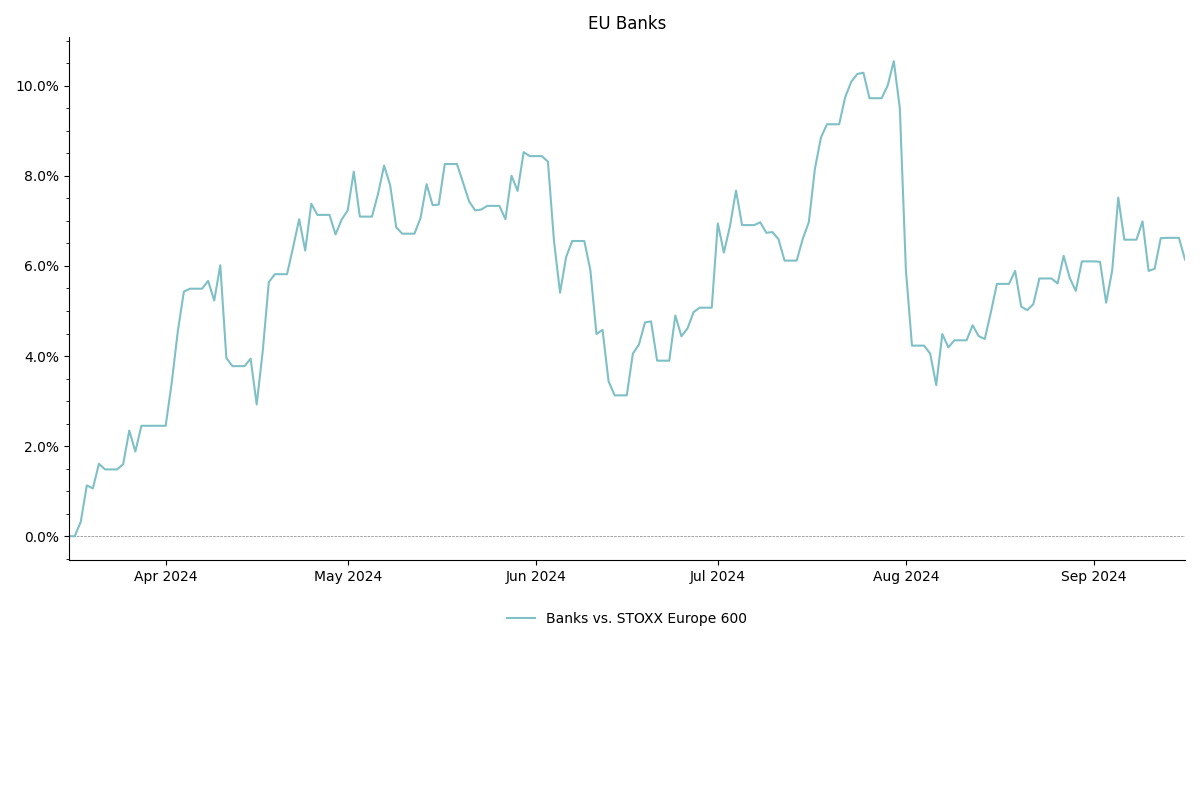 EU Banks
10.0%
8.0%
6.0%
4.0%
2.0%
0.0%
Apr 2024
May 2024
Jun 2024
Jul 2024
Aug 2024
Sep 2024
Banks vs. STOXX Europe 600